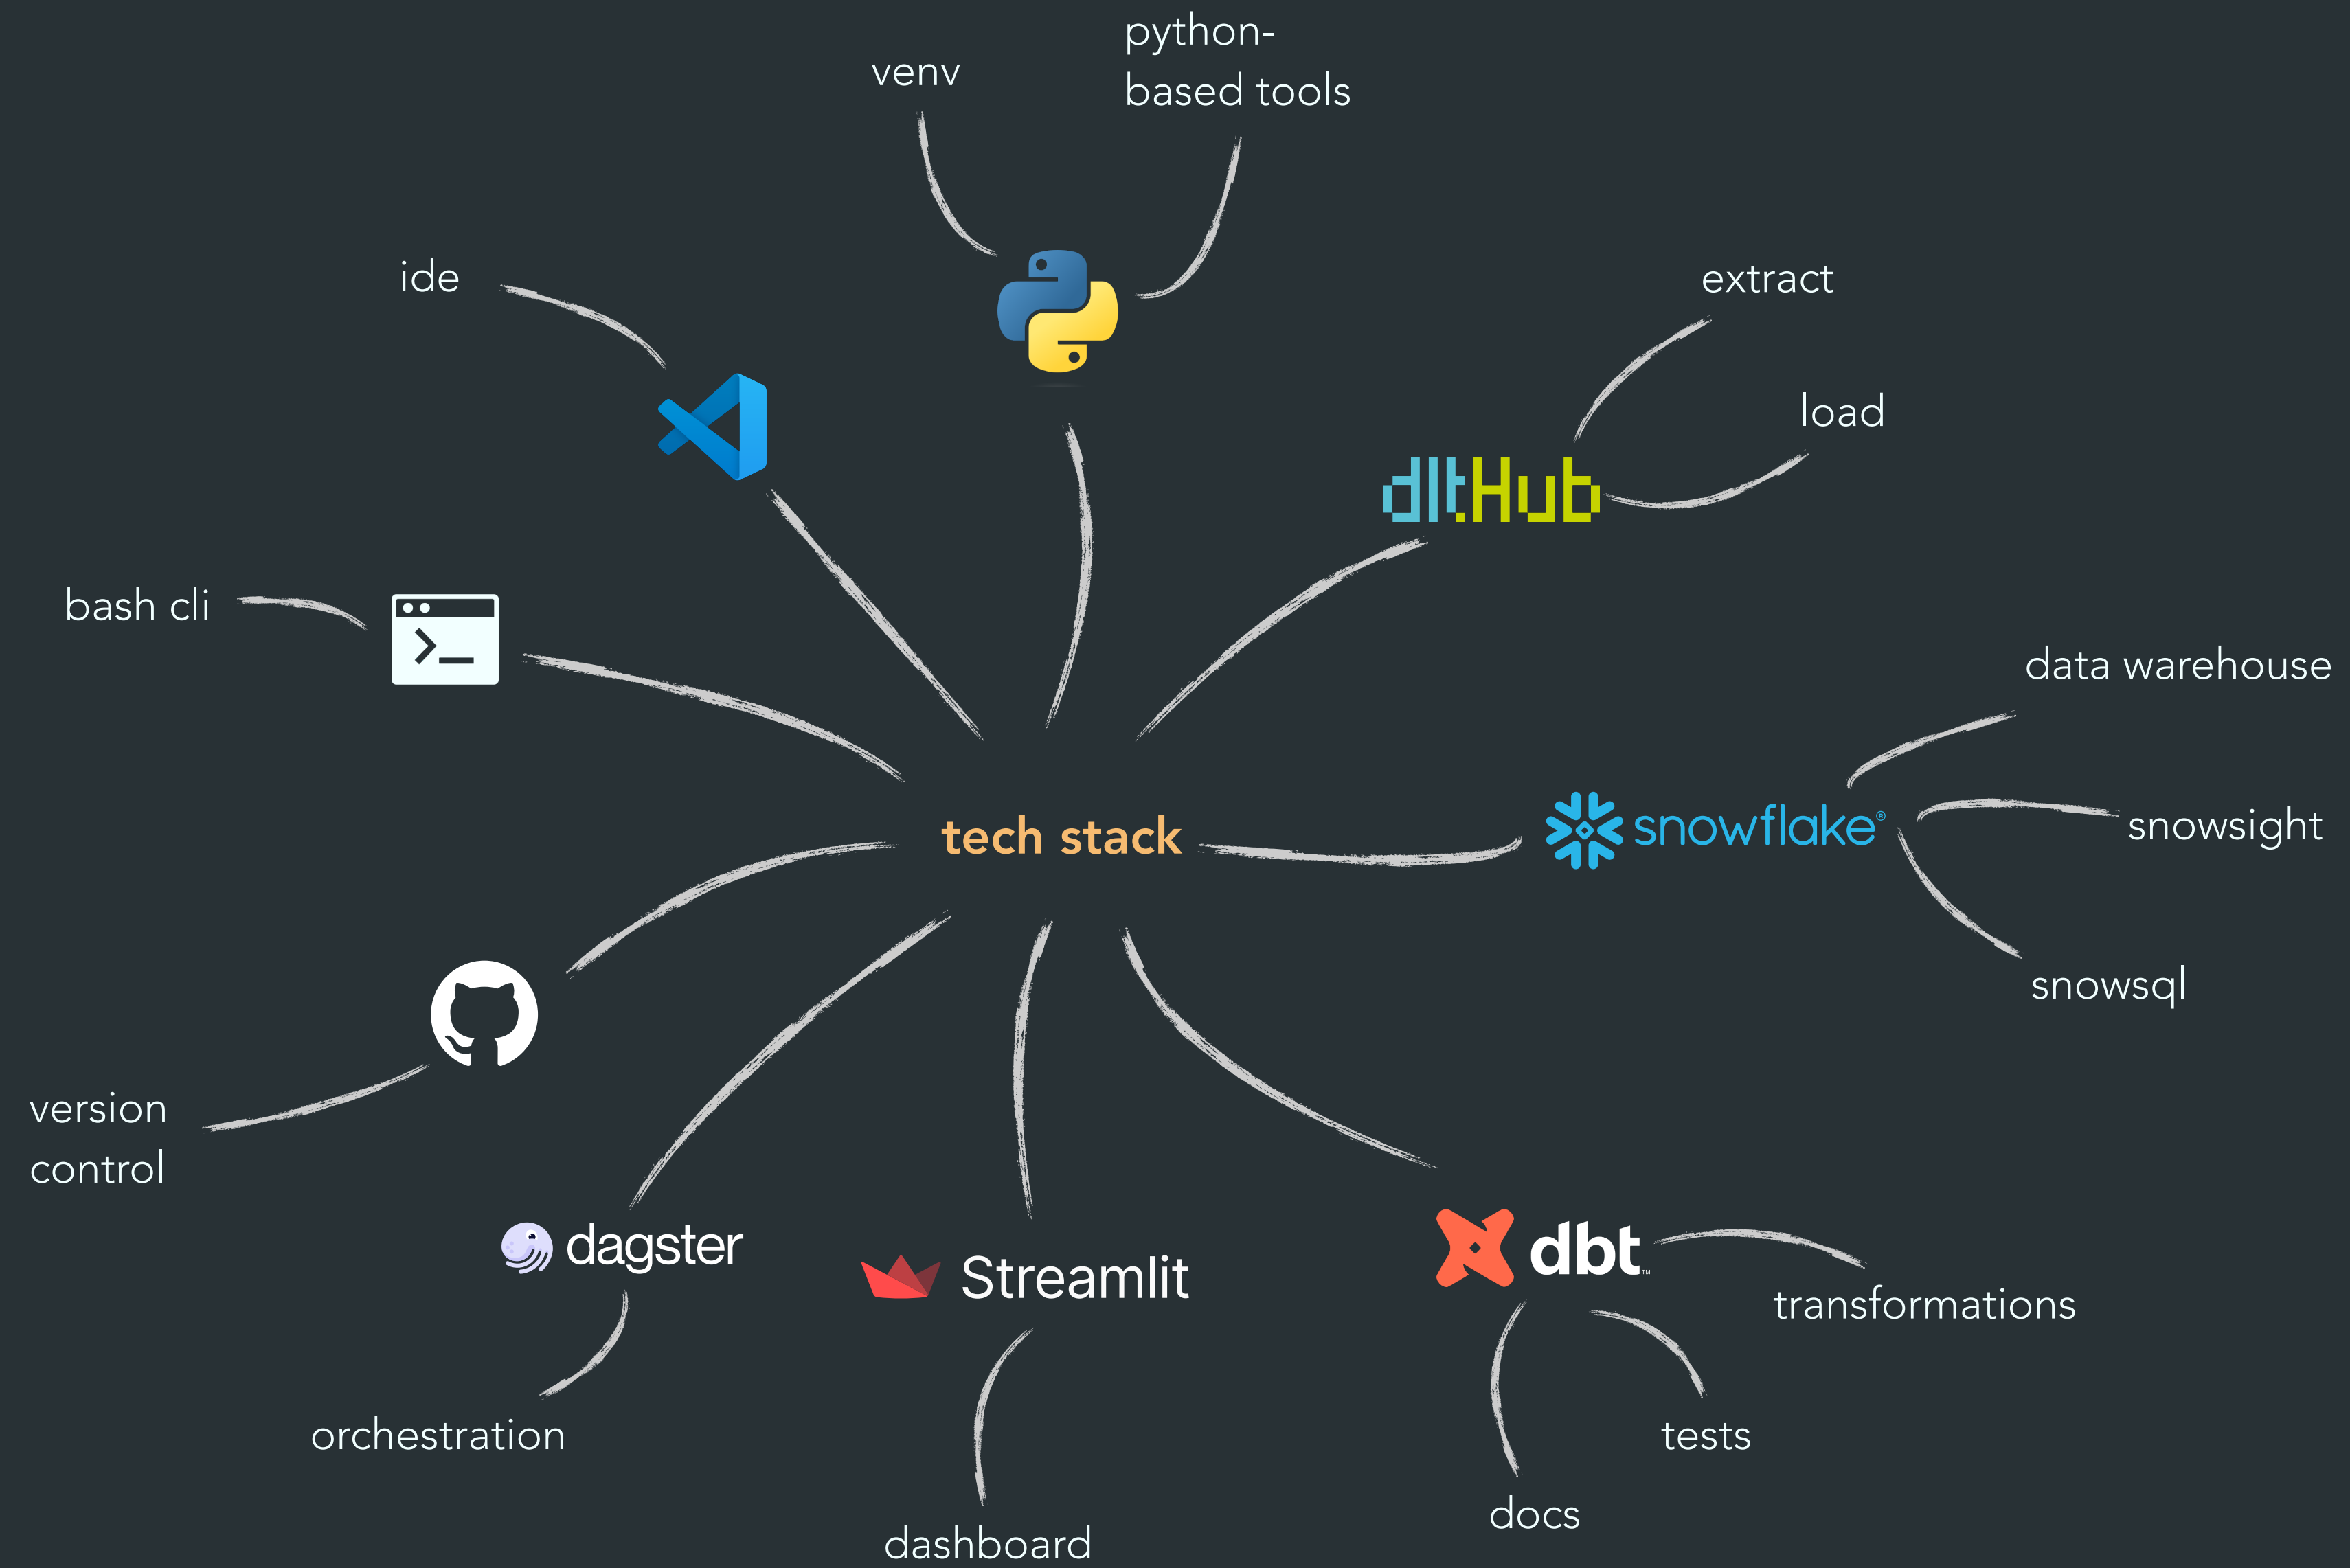 python-
based tools
venv
ide
extract
load
dltHub
bash cli
>_
data warehouse
snowsight
snowflake®
tech stack
snowsql
version
control
dagster
Streamlit
dbt™
transformations
orchestration
tests
docs
dashboard